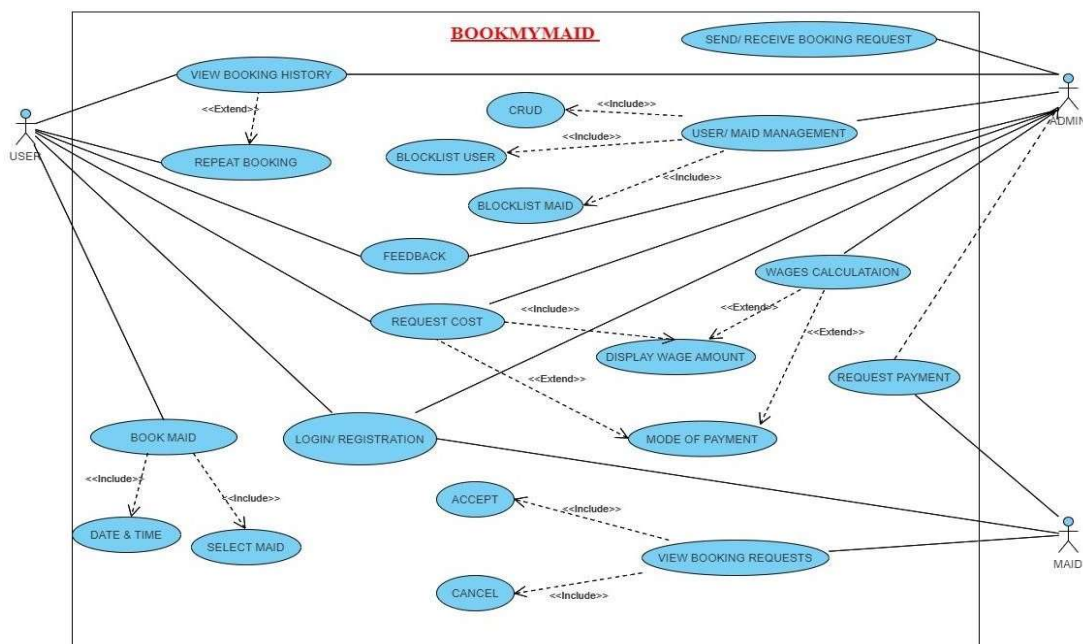 BOOKMYMAID
SEND/ RECEIVE BOOKING REQUEST
VIEW BOOKING HISTORY
<<Extend>>
<<Include>>
CRUD
ADMIN
USER
USER/ MAID MANAGEMENT
<<Include>>
BLOCKLIST USER
REPEAT BOOKING
<<Include>>
BLOCKLIST MAID
FEEDBACK
WAGES CALCULATAION
<<Include>>
<<Extend>>
REQUEST COST
<<Extend>>
DISPLAY WAGE AMOUNT
REQUEST PAYMENT
<<Extend>>
BOOK MAID
LOGIN/ REGISTRATION
MODE OF PAYMENT
<<Include>>
<<Include>>
ACCEPT
<<Include>>
DATE & TIME
SELECT MAID
VIEW BOOKING REQUESTS
MAID
CANCEL
<<Include>>